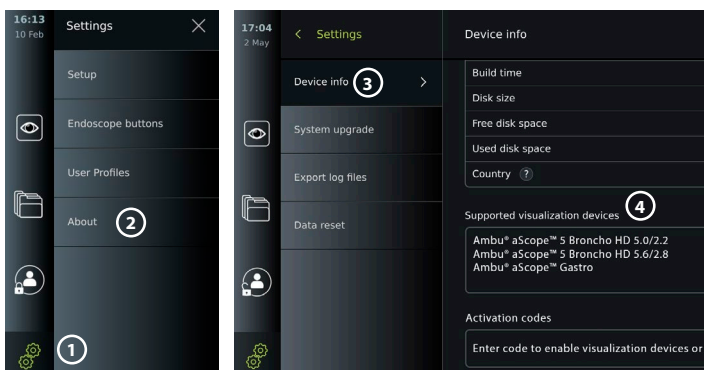 16:13
10 Feb
Settings
Setup
Endoscope buttons
User Profiles
About
2
1
17:04
2 May
Settings
Device info
3
System upgrade
Export log files
Data reset
Device info
Build time
Disk size
Free disk space
Used disk space
Country ?
Supported visualization devices
4
Ambu® aScope™ 5 Broncho HD 5.0/2.2
Ambu® aScope™ 5 Broncho HD 5.6/2.8
Ambu® aScope™ Gastro
Activation codes
Enter code to enable visualization devices or